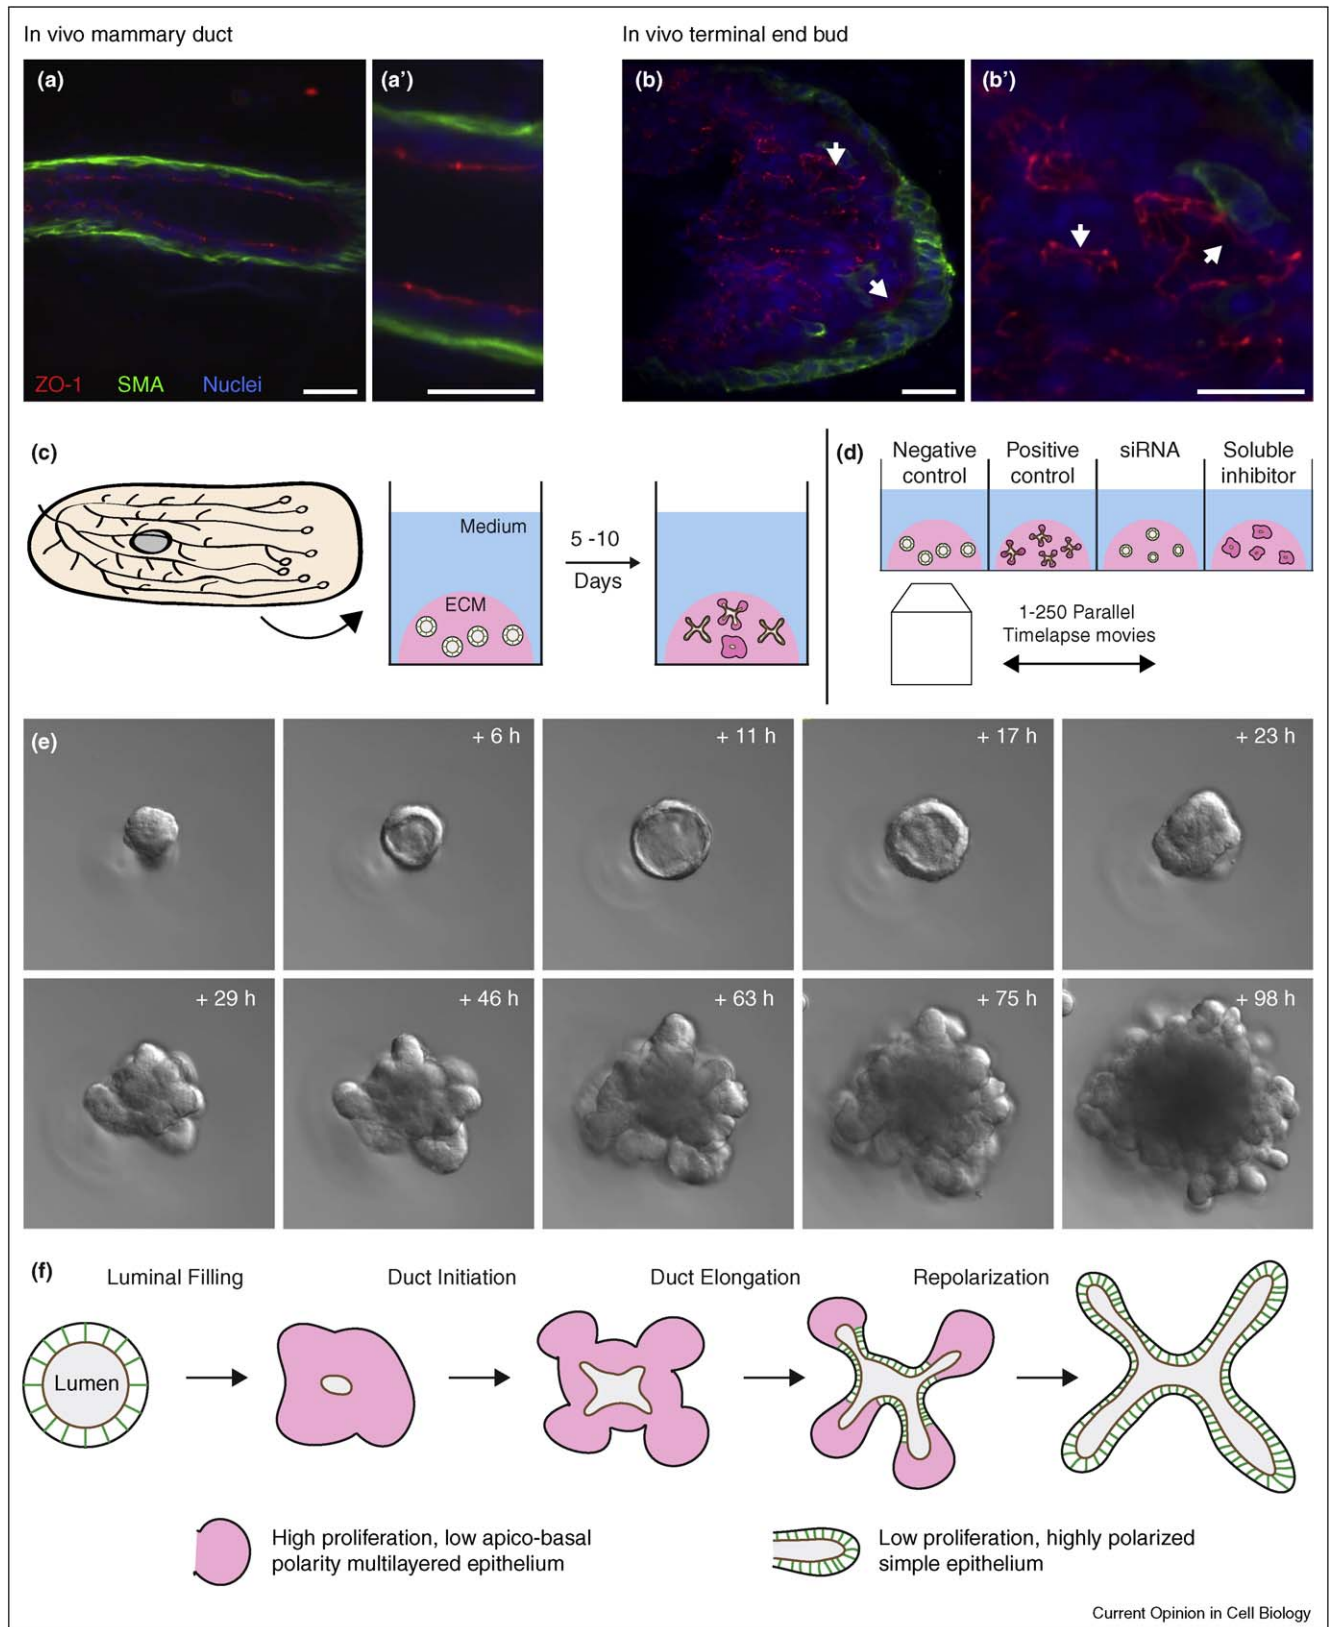 In vivo mammary duct
In vivo terminal end bud
(a)
(a')
(b)
(b')
ZO-1 SMA Nuclei
(c)
Medium
ECM
5 -10
Days
(d)
Negative
control
Positive
control
siRNA
Soluble
inhibitor
1-250 Parallel
Timelapse movies
(e)
+ 6 h
+ 11 h
+ 17 h
+ 23 h
+ 29 h
+ 46 h
+ 63 h
+ 75 h
+ 98 h
(f)
Luminal Filling
Duct Initiation
Duct Elongation
Repolarization
Lumen
High proliferation, low apico-basal
polarity multilayered epithelium
Low proliferation, highly polarized
simple epithelium
Current Opinion in Cell Biology